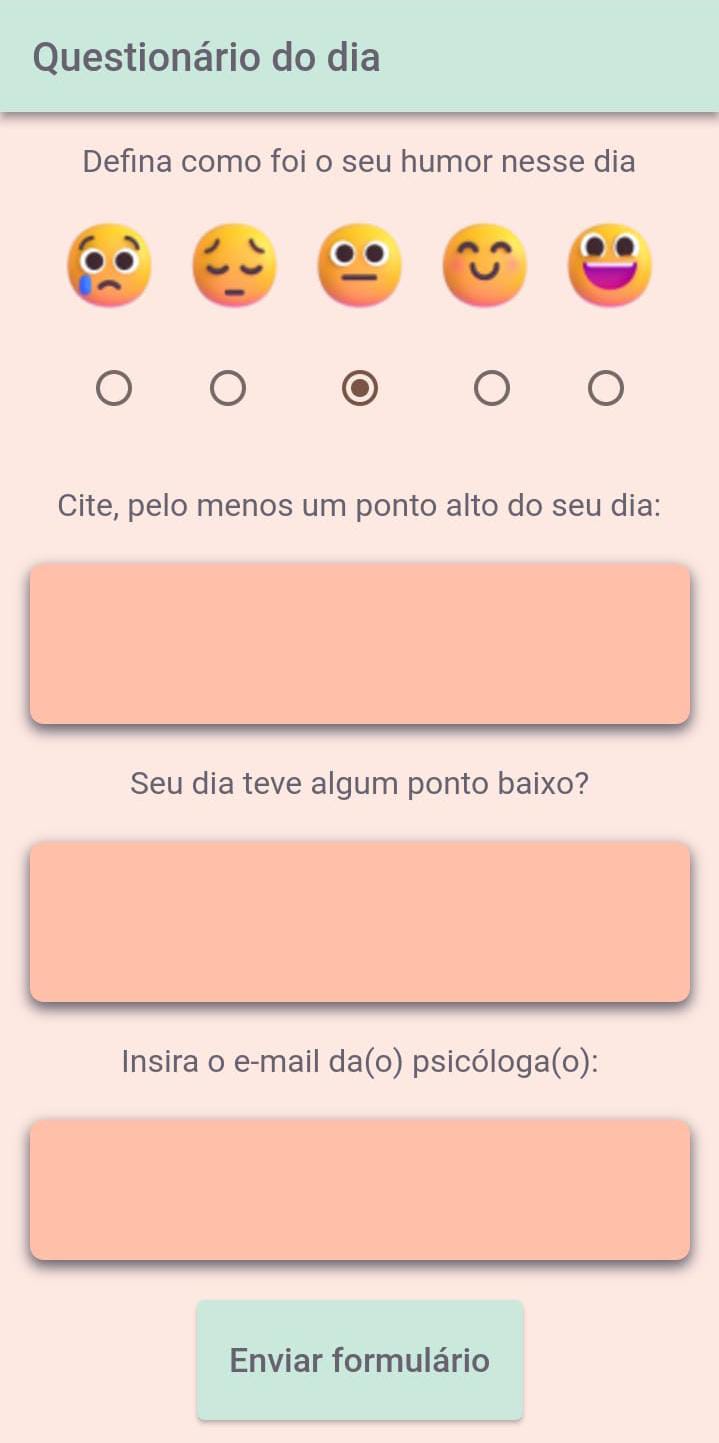 Questionário do dia
Defina como foi o seu humor nesse dia
Cite, pelo menos um ponto alto do seu dia:
Seu dia teve algum ponto baixo?
Insira o e-mail da(o) psicóloga(o):
Enviar formulário